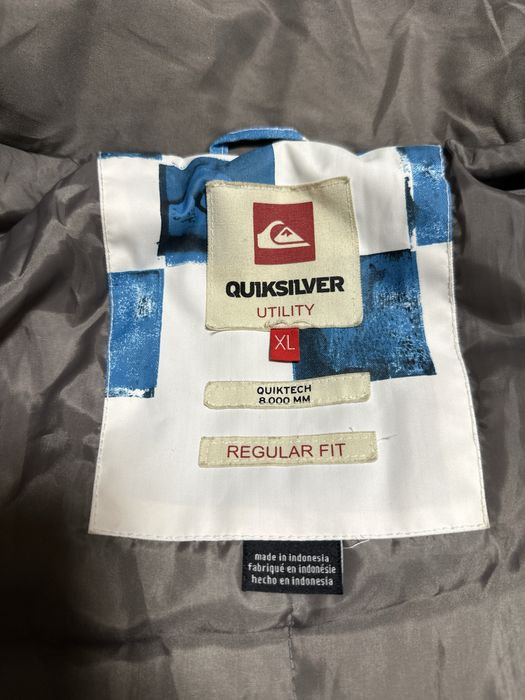 QUIKSILVER
UTILITY
XL
QUIKTECH
8.000 MM
REGULAR FIT
made in indonesia
fabriqué en indonésie
hecho en indonesia